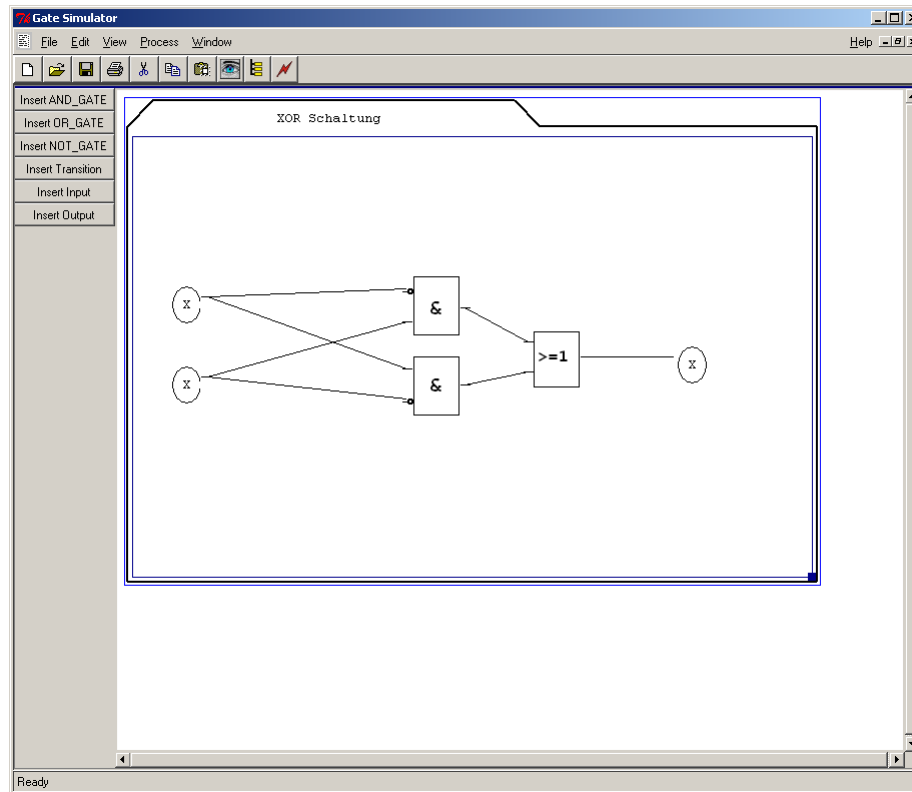 Gate Simulator
File Edit View Process Window Help
Insert AND_GATE
Insert OR_GATE
Insert NOT_GATE
Insert Transition
Insert Input
Insert Output
XOR Schaltung
X
&
>=1
X
X
&
Ready